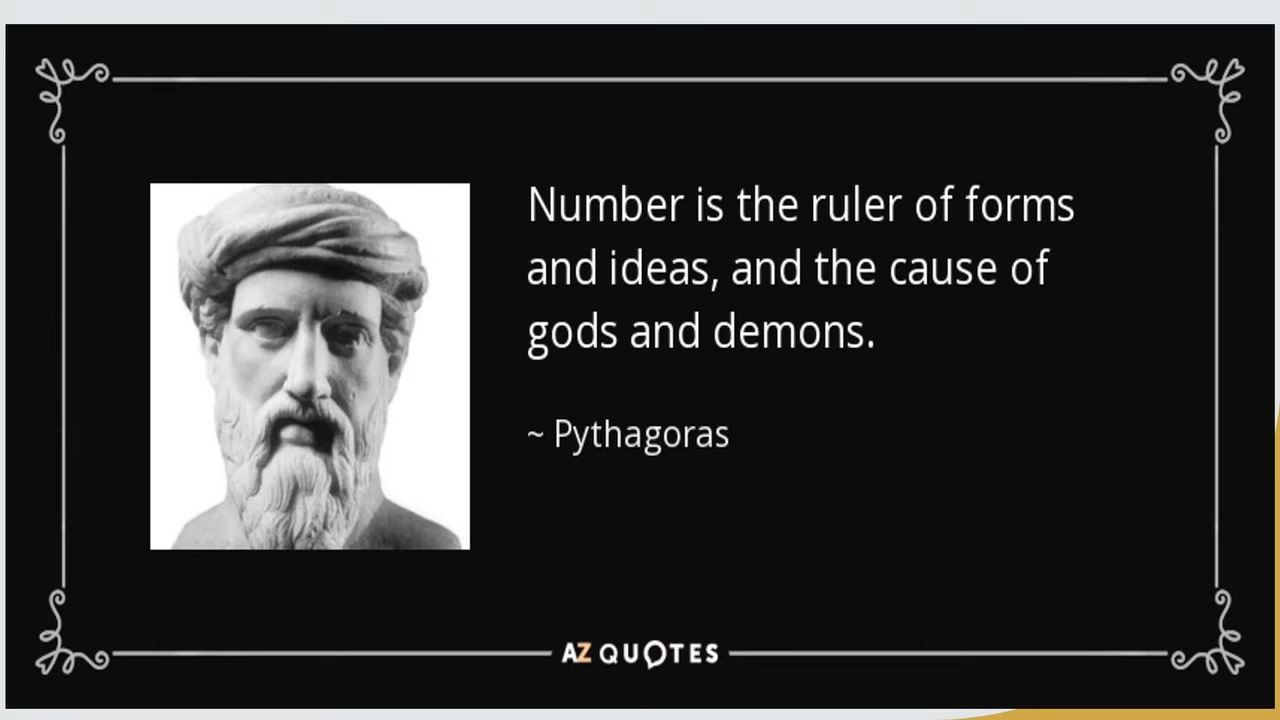 Number is the ruler of forms
and ideas, and the cause of
gods and demons.
~ Pythagoras
AZ QUOTES